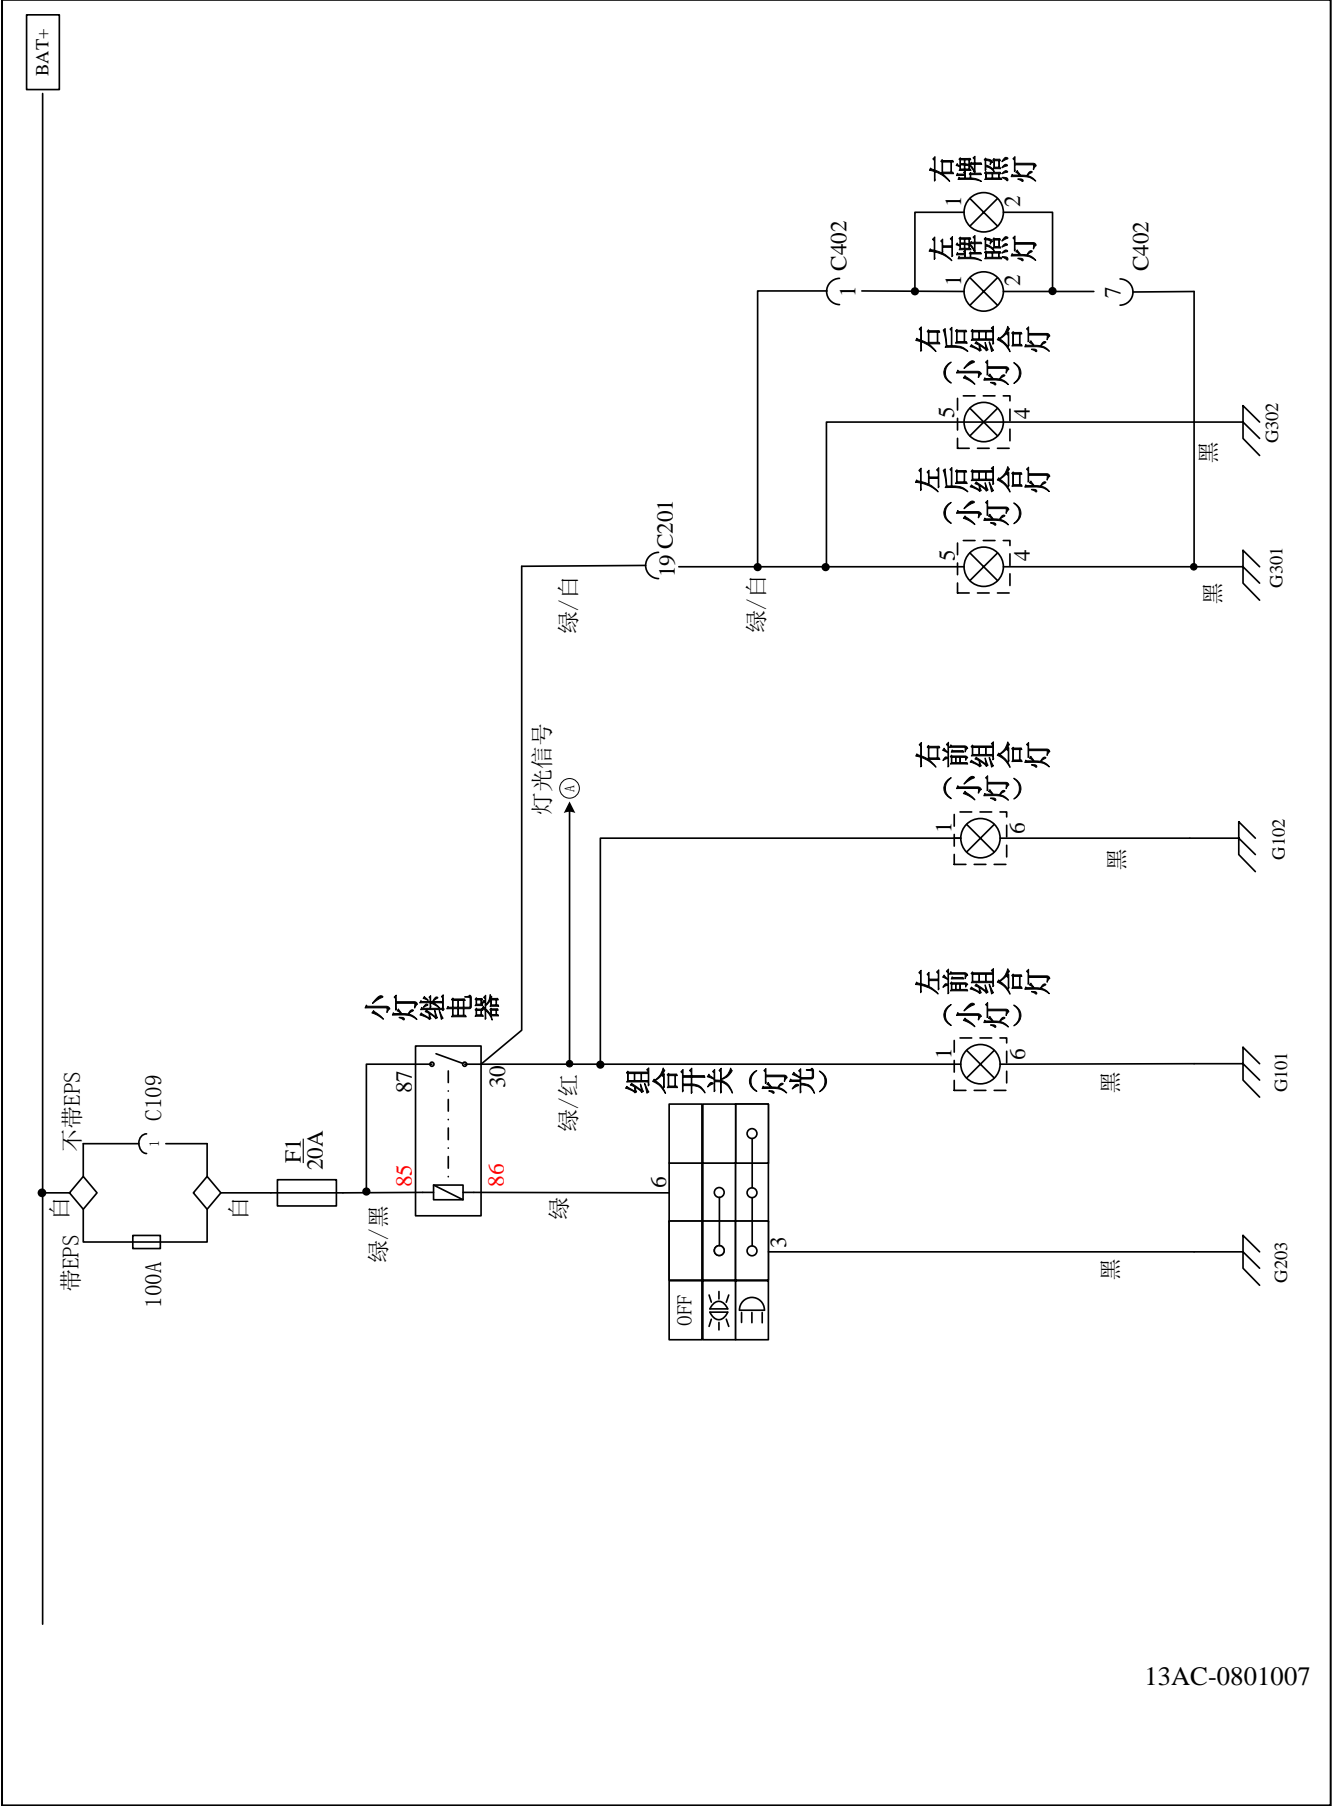 BAT+
带EPS
不带EPS
白
100A
1
C109
白
F1
20A
绿/黑
85
87
小灯继电器
86
30
绿
绿/红
灯光信号
A
绿/白
19
C201
绿/白
组合开关（灯光）
6
OFF
3
黑
G203
左前组合灯
（小灯）
1
6
黑
G101
右前组合灯
（小灯）
1
6
黑
G102
左后组合灯
（小灯）
5
4
黑
G301
右后组合灯
（小灯）
5
4
黑
G302
1
C402
左牌照灯
1
2
右牌照灯
1
2
7
C402
13AC-0801007